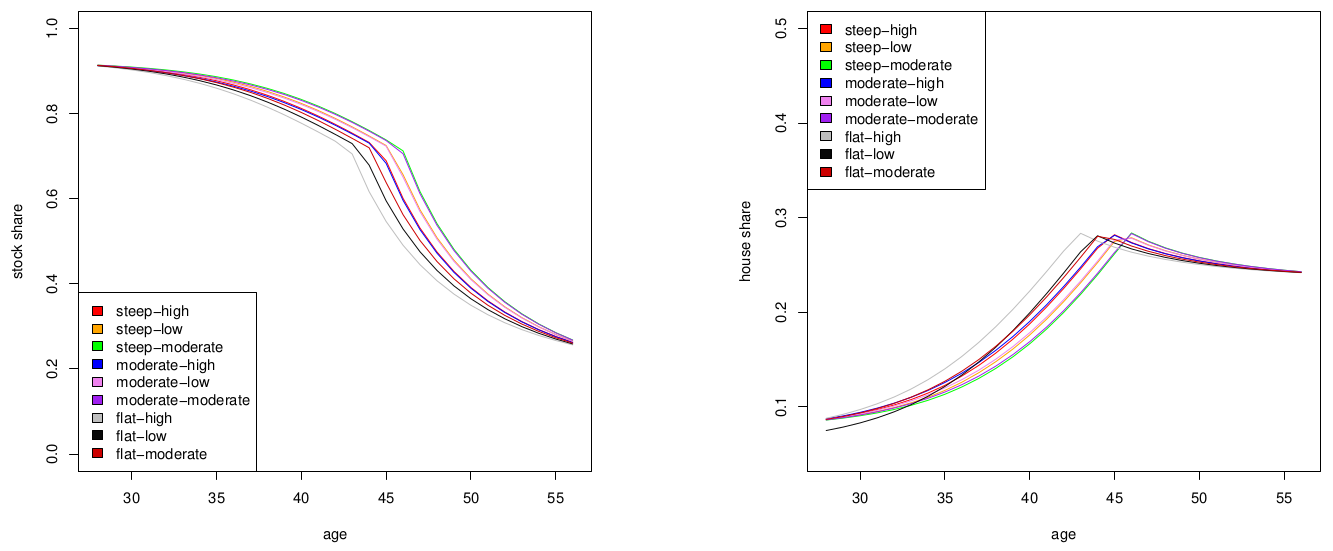 stock share
1.0
0.8
0.6
0.4
0.2
0.0
steep−high
steep−low
steep−moderate
moderate−high
moderate−low
moderate−moderate
flat−high
flat−low
flat−moderate
30 35 40 45 50 55
age
house share
0.5
0.4
0.3
0.2
0.1
steep−high
steep−low
steep−moderate
moderate−high
moderate−low
moderate−moderate
flat−high
flat−low
flat−moderate
30 35 40 45 50 55
age